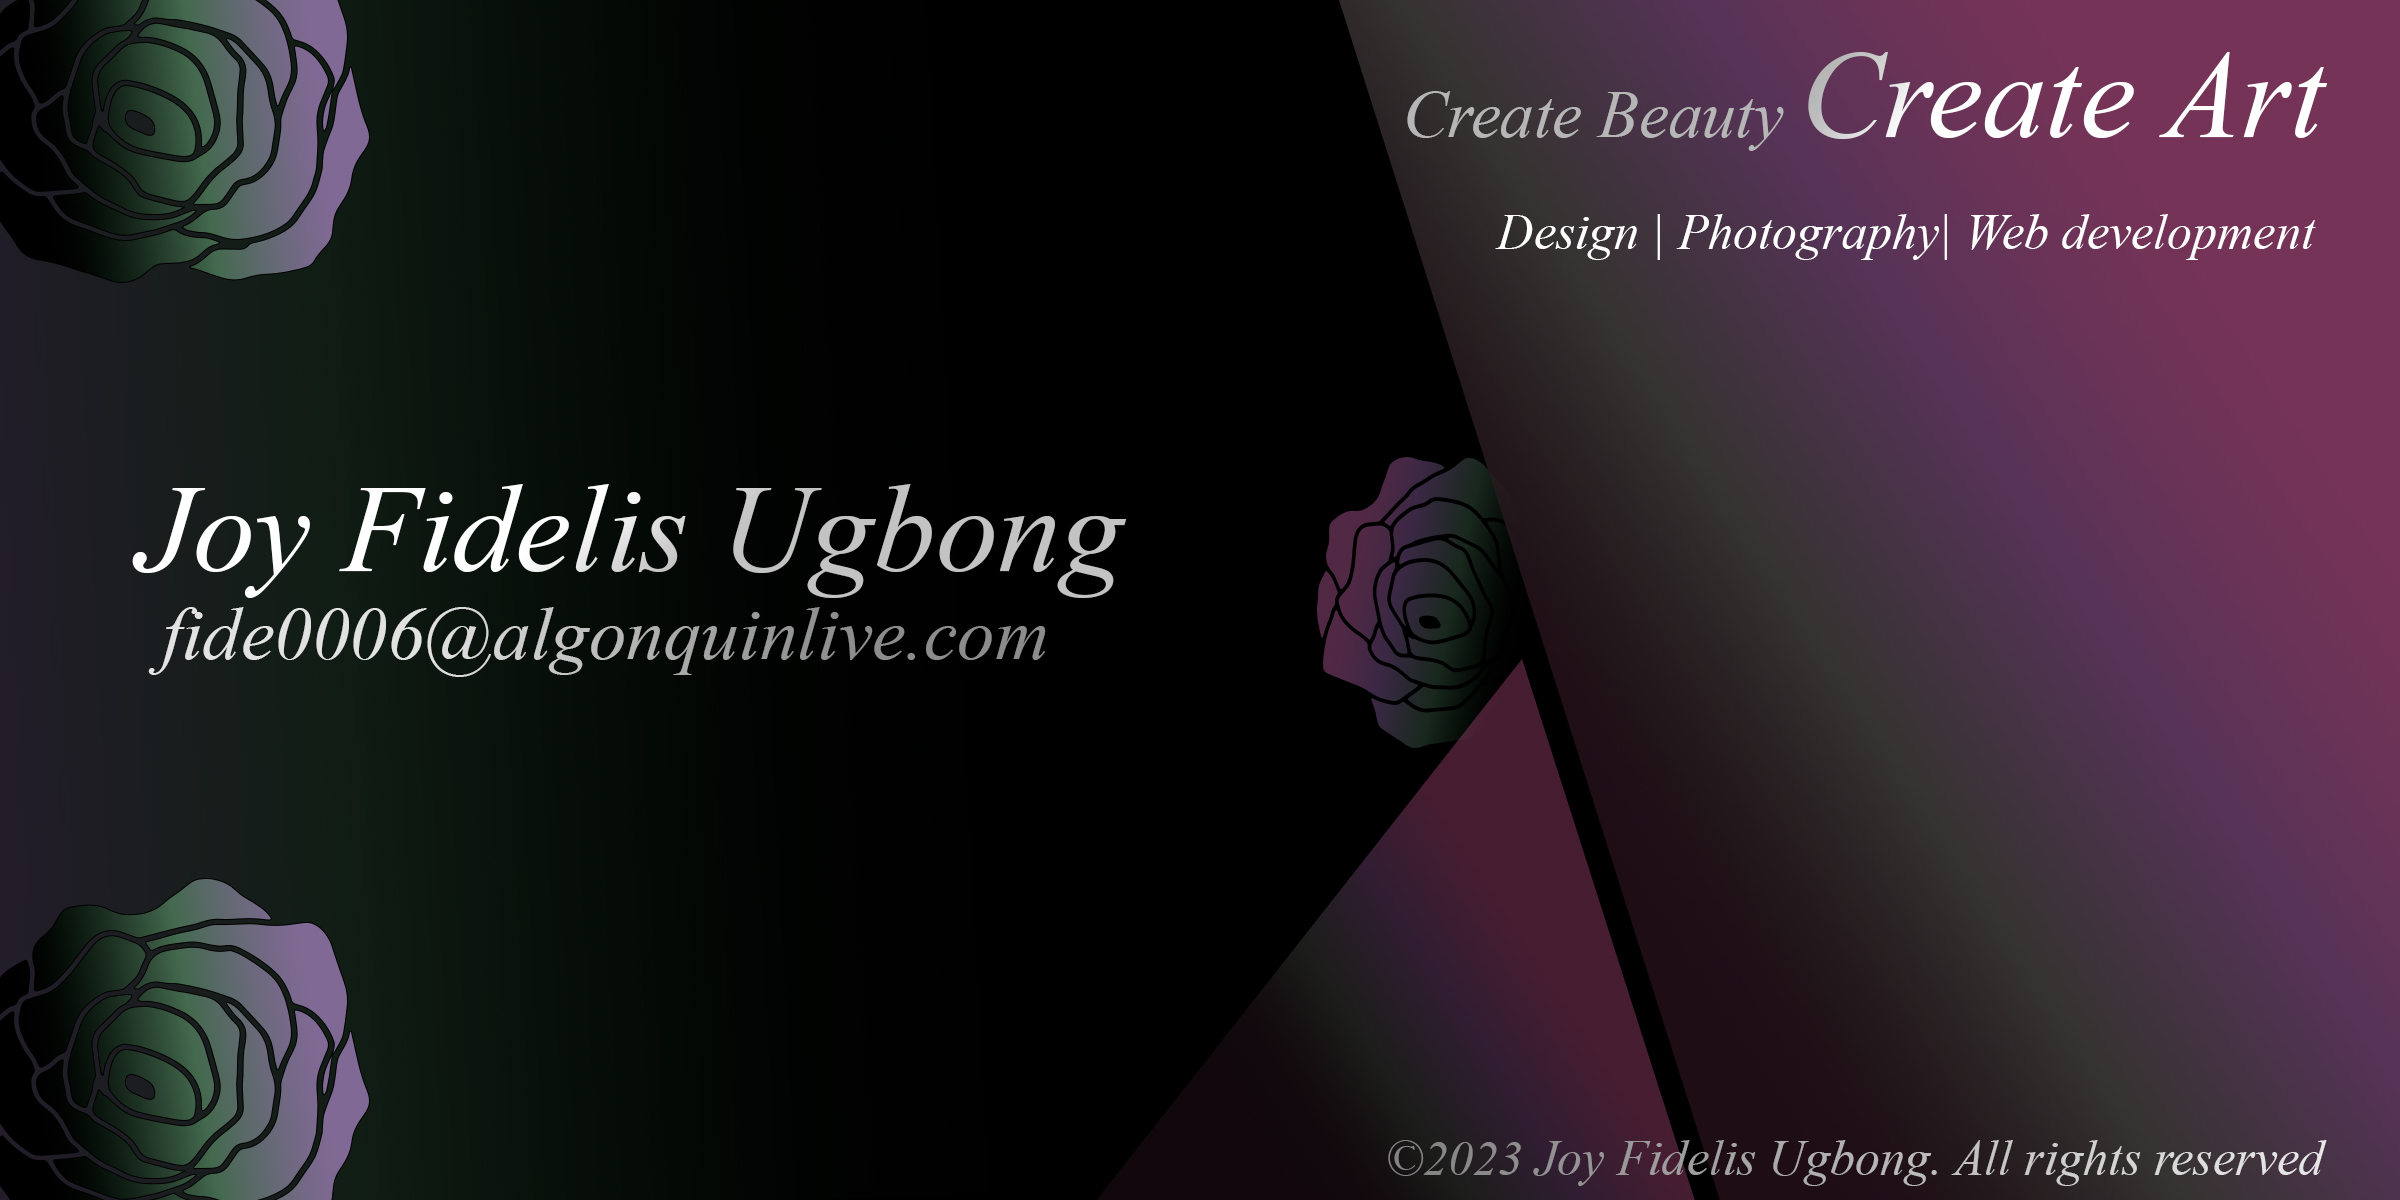 Create Beauty Create Art
Design | Photography| Web development
Joy Fidelis Ugbong
fide0006@algonquinlive.com
©2023 Joy Fidelis Ugbong. All rights reserved